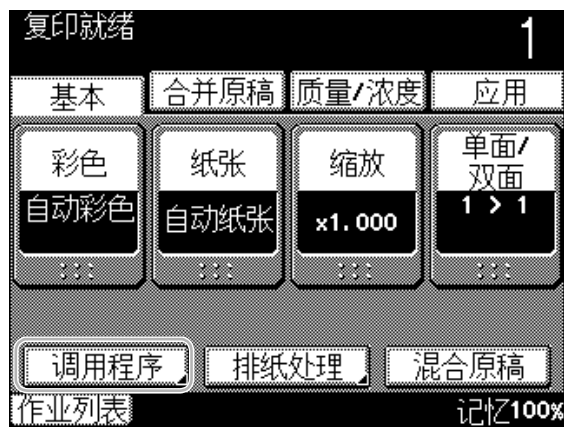 复印就绪
1
基本 合并原稿 质量/浓度 应用
彩色 纸张 缩放 单面/
双面
自动彩色 自动纸张 x1.000 1 > 1
调用程序 排纸处理 混合原稿
作业列表 记忆100%